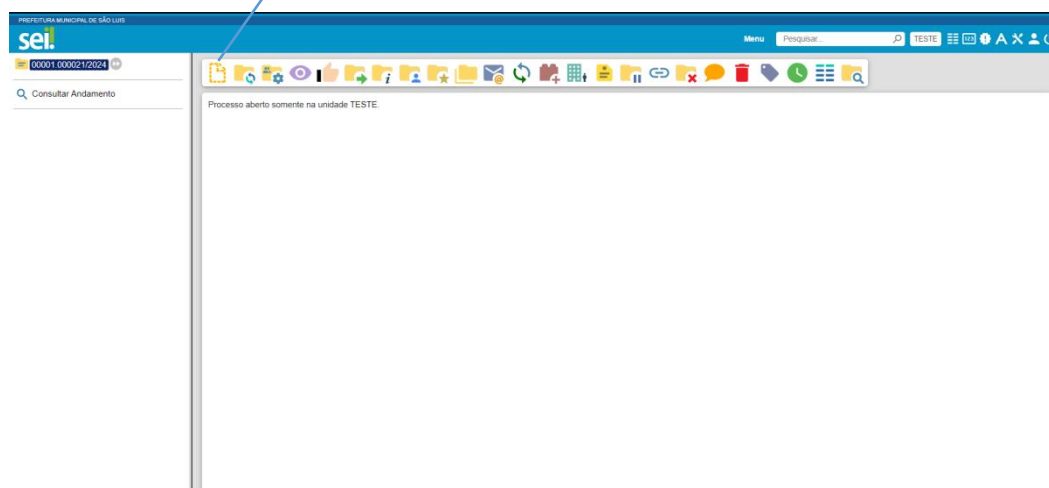 PREFEITURA MUNICIPAL DE SÃO LUIS
sei!
Menu
Pesquisar...
TESTE
00001.000021/2024
Consultar Andamento
Processo aberto somente na unidade TESTE.